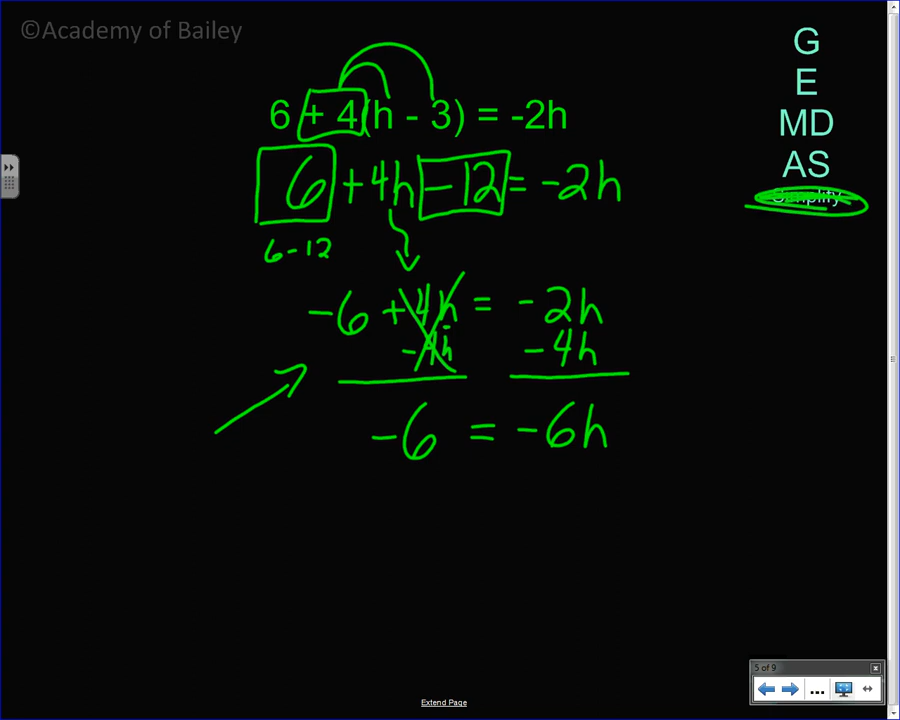 ©Academy of Bailey
G
E
MD
AS
Simplify
6 + 4(h - 3) = -2h
6 + 4h - 12 = -2h
6 - 12
-6 + 4h = -2h
-4h -4h
-6 = -6h
5 of 9
Extend Page